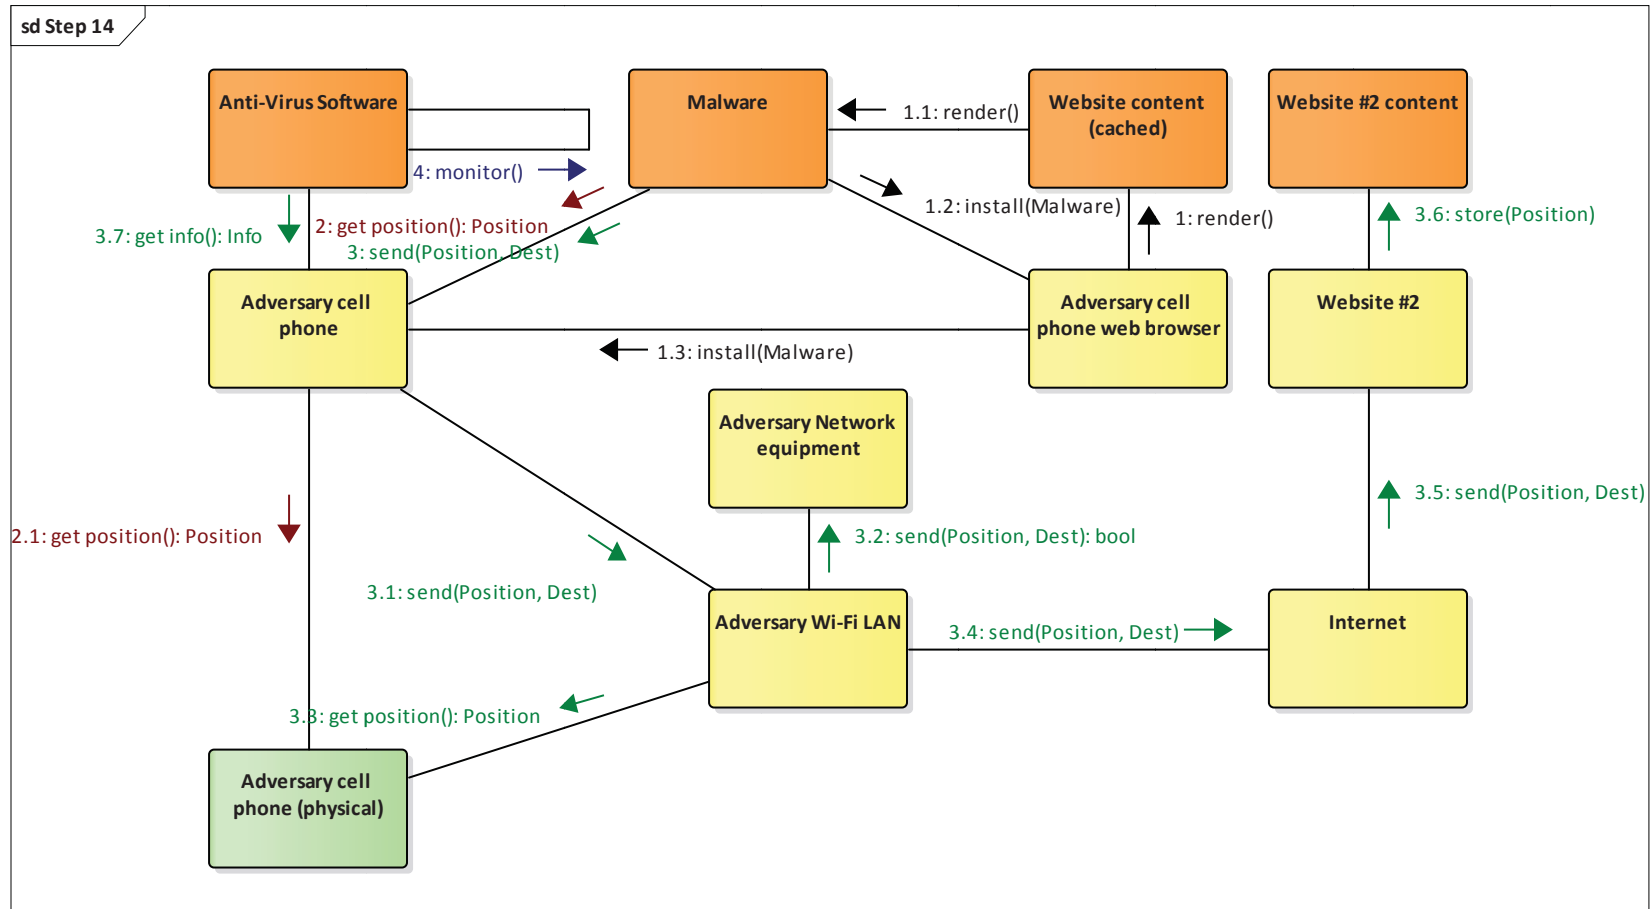 sd Step 14
Anti-Virus Software
Malware
Website content
(cached)
Website #2 content
1.1: render()
4: monitor()
1.2: install(Malware)
1: render()
3.6: store(Position)
2: get position(): Position
3.7: get info(): Info
3: send(Position, Dest)
Adversary cell
phone
Adversary cell
phone web browser
Website #2
1.3: install(Malware)
Adversary Network
equipment
3.5: send(Position, Dest)
2.1: get position(): Position
3.2: send(Position, Dest): bool
3.1: send(Position, Dest)
Adversary Wi-Fi LAN
3.4: send(Position, Dest)
Internet
3.3: get position(): Position
Adversary cell
phone (physical)